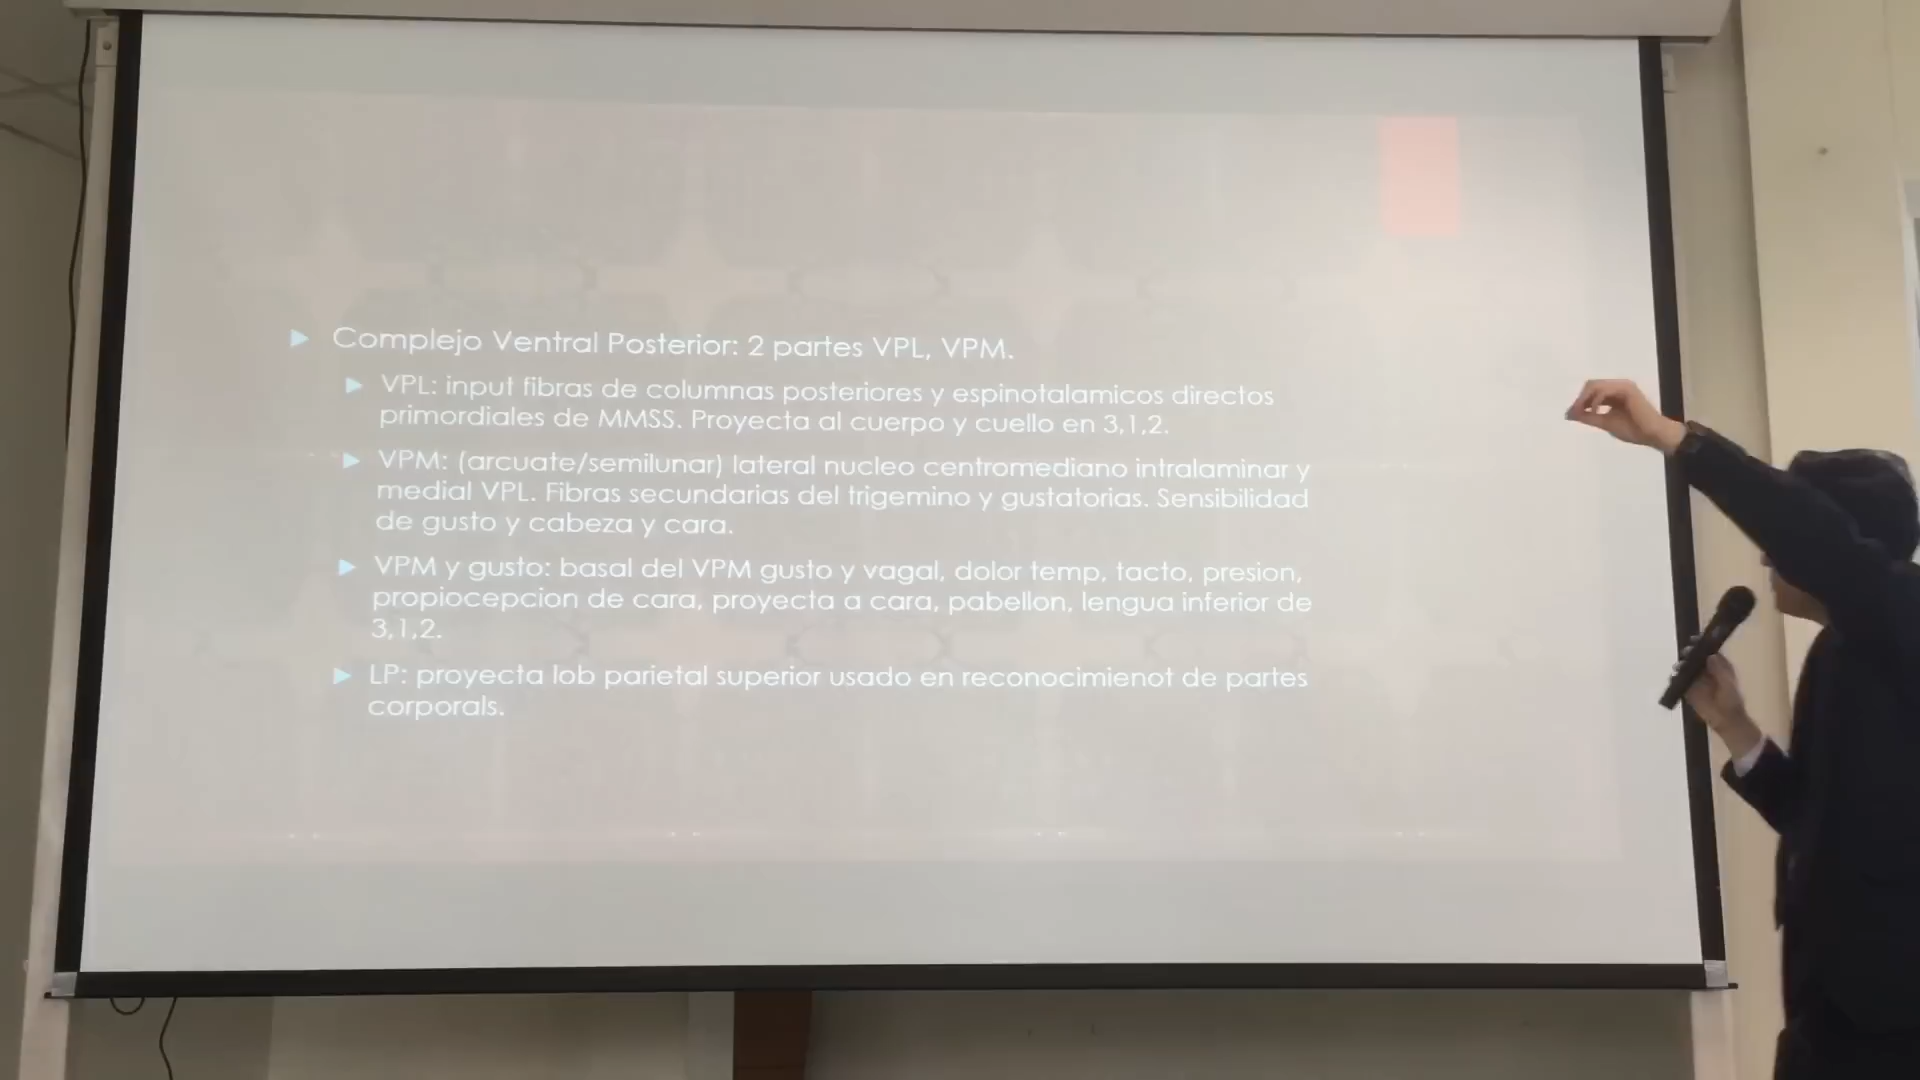 Complejo Ventral Posterior: 2 partes VPL, VPM.
VPL: input fibras de columnas posteriores y espinotalamicos directos
primordiales de MMSS. Proyecta al cuerpo y cuello en 3,1,2.
VPM: (arcuate/semilunar) lateral nucleo centromediano intralaminar y
medial VPL. Fibras secundarias del trigemino y gustatorias. Sensibilidad
de gusto y cabeza y cara.
VPM y gusto: basal del VPM gusto y vagal, dolor temp, tacto, presion,
propiocepcion de cara, proyecta a cara, pabellon, lengua inferior de
3,1,2.
LP: proyecta lob parietal superior usado en reconocimienot de partes
corporals.